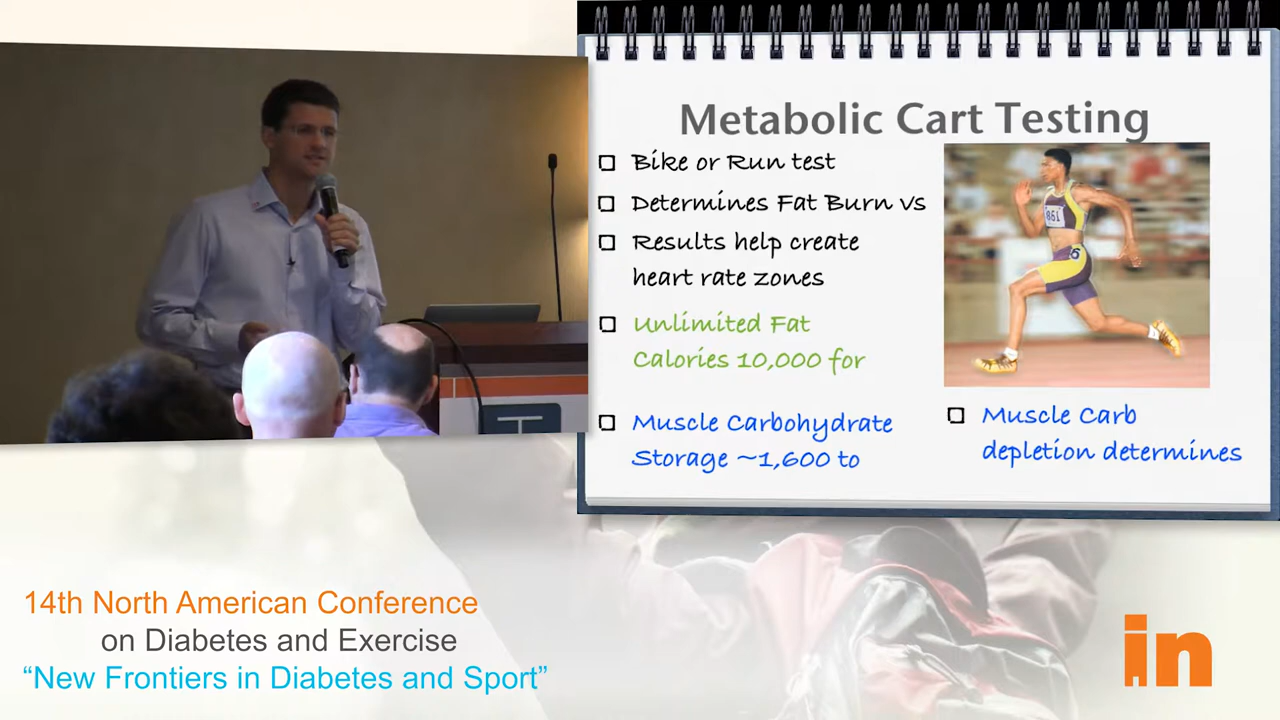 Metabolic Cart Testing
Bike or Run test
Determines Fat Burn vs
Results help create
heart rate zones
Unlimited Fat
Calories 10,000 for
Muscle Carbohydrate
Storage ~1,600 to
861
6
Muscle Carb
depletion determines
14th North American Conference
on Diabetes and Exercise
“New Frontiers in Diabetes and Sport”
in